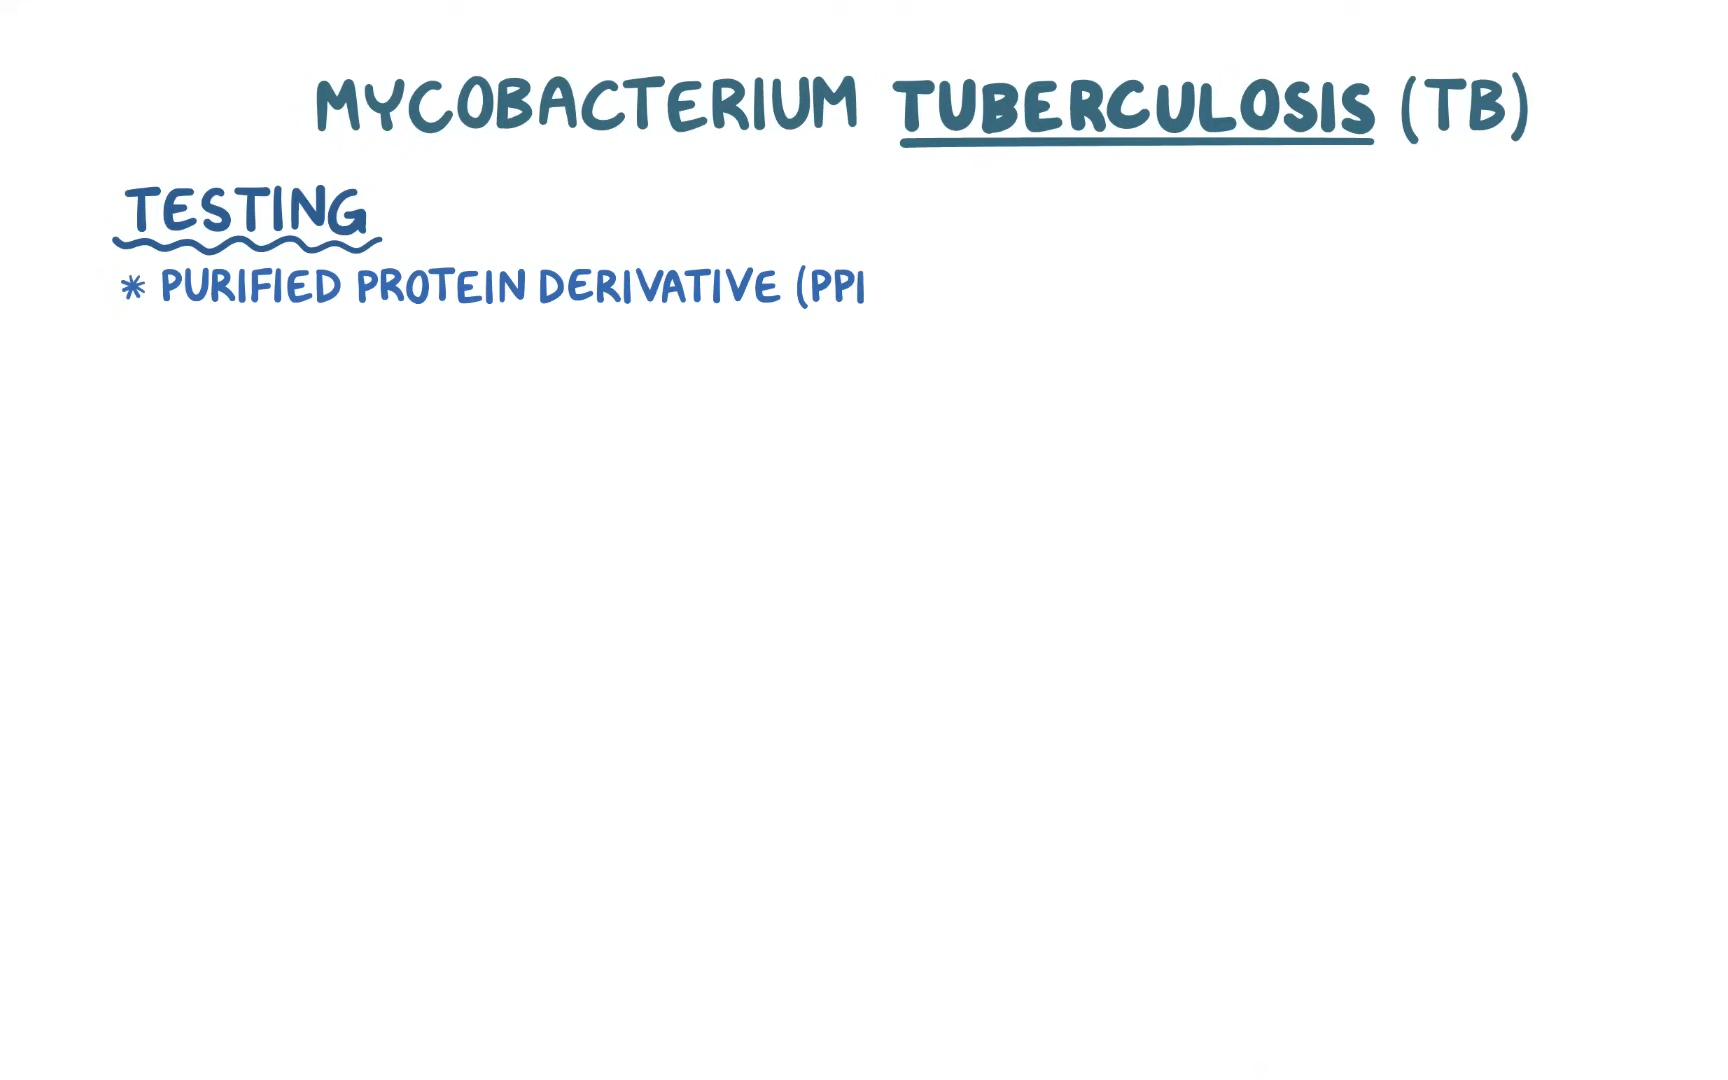 MYCOBACTERIUM TUBERCULOSIS (TB)
TESTING
* PURIFIED PROTEIN DERIVATIVE (PPI